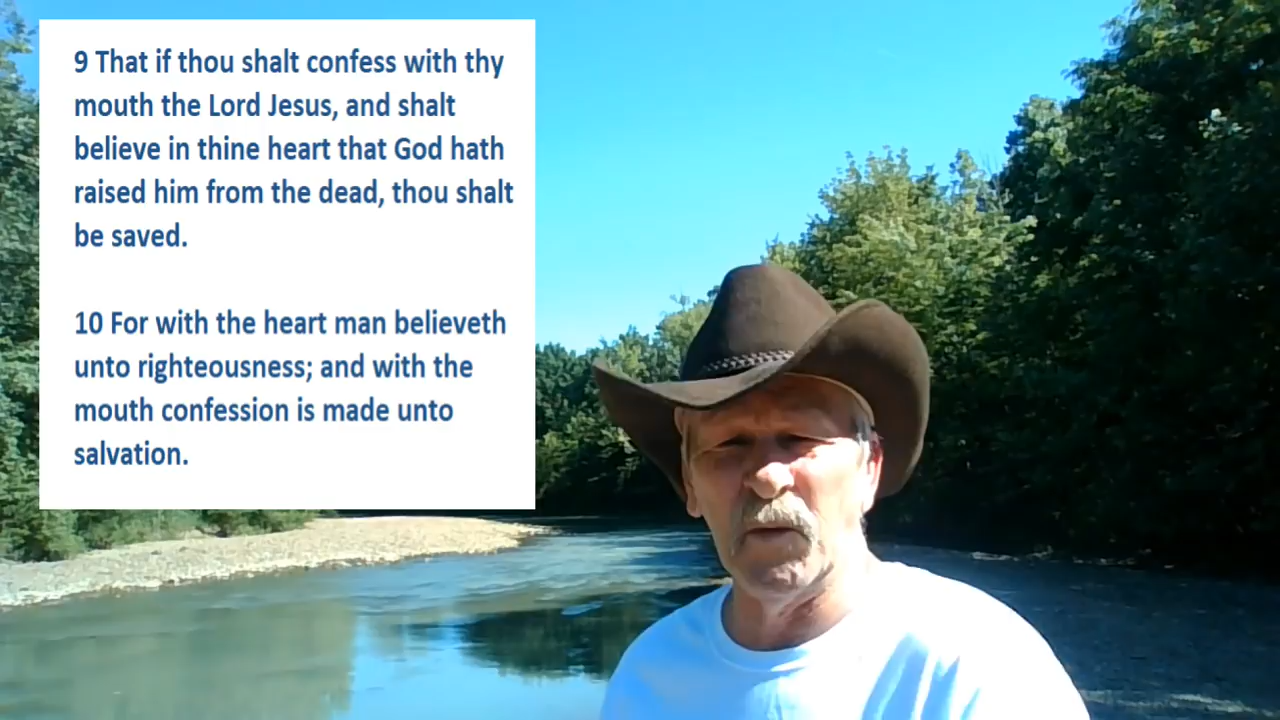 9 That if thou shalt confess with thy
mouth the Lord Jesus, and shalt
believe in thine heart that God hath
raised him from the dead, thou shalt
be saved.
10 For with the heart man believeth
unto righteousness; and with the
mouth confession is made unto
salvation.